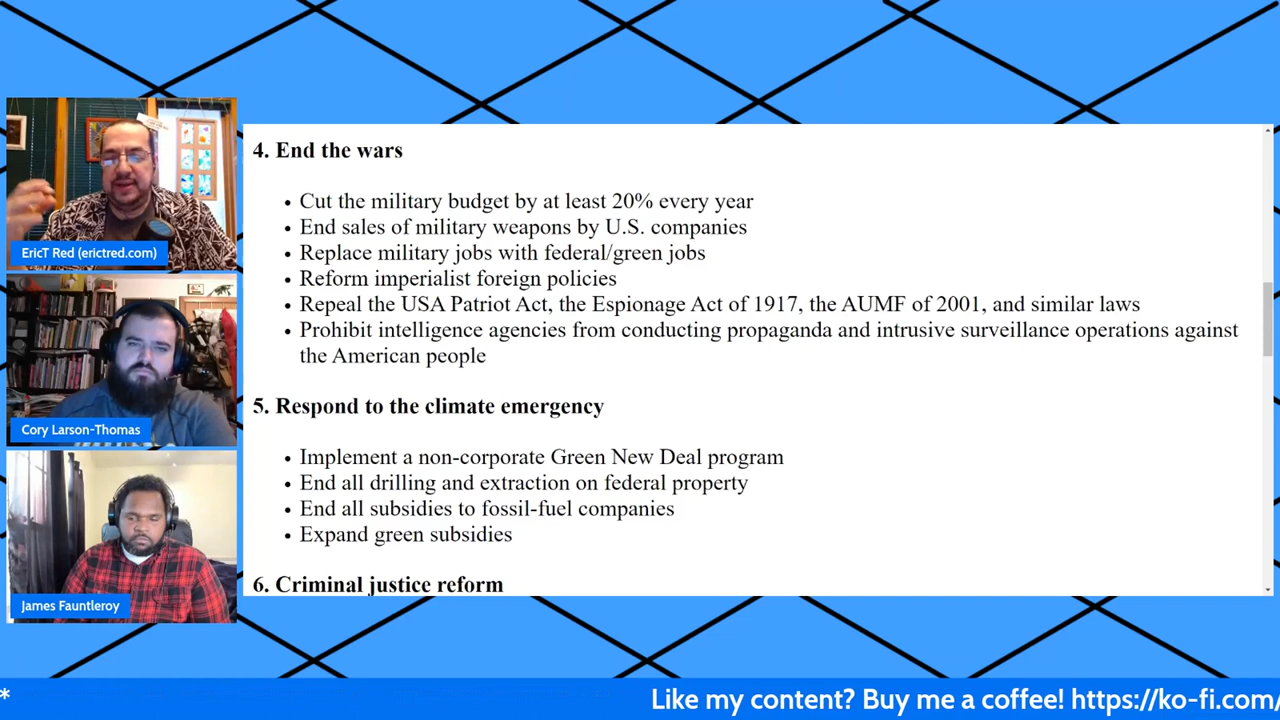 EricT Red (erictred.com)
Cory Larson-Thomas
James Fauntleroy
4. End the wars
• Cut the military budget by at least 20% every year
• End sales of military weapons by U.S. companies
• Replace military jobs with federal/green jobs
• Reform imperialist foreign policies
• Repeal the USA Patriot Act, the Espionage Act of 1917, the AUMF of 2001, and similar laws
• Prohibit intelligence agencies from conducting propaganda and intrusive surveillance operations against
the American people
5. Respond to the climate emergency
• Implement a non-corporate Green New Deal program
• End all drilling and extraction on federal property
• End all subsidies to fossil-fuel companies
• Expand green subsidies
6. Criminal justice reform
* Like my content? Buy me a coffee! https://ko-fi.com/